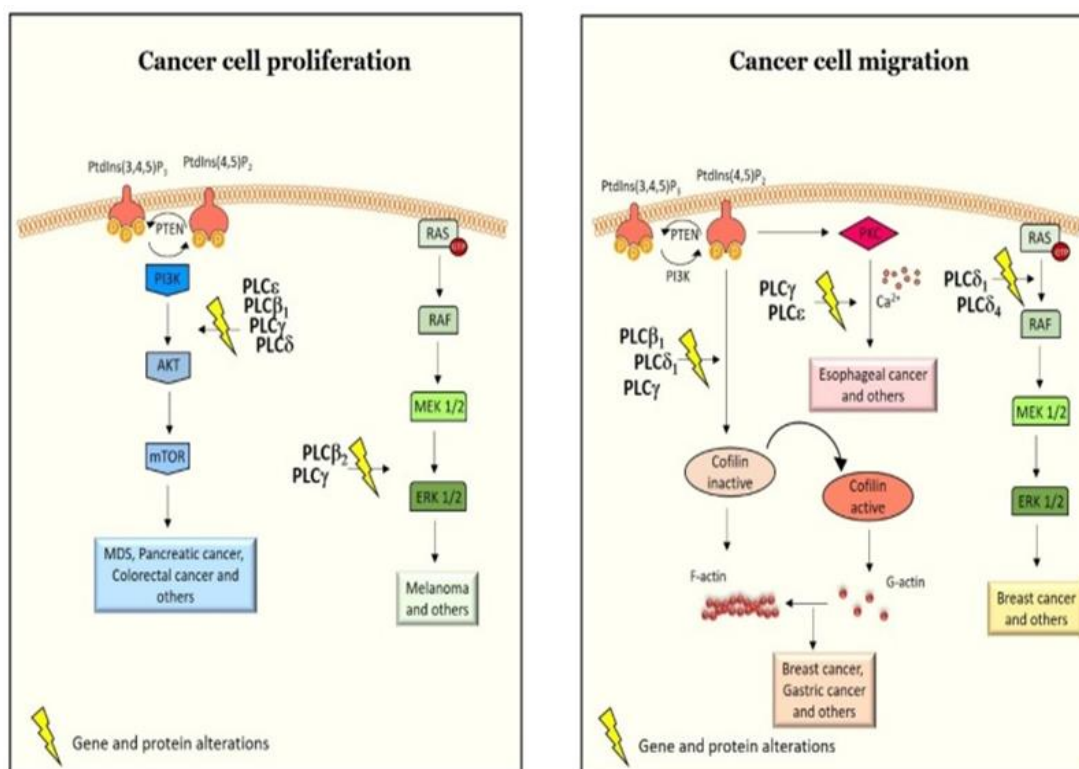 Cancer cell proliferation
PtdIns(3,4,5)P3
PtdIns(4,5)P2
PTEN
P P P
P P
PI3K
PLCε
PLCβ1
PLCγ
PLCδ
AKT
mTOR
MDS, Pancreatic cancer,
Colorectal cancer and
others
RAS
GTP
RAF
MEK 1/2
PLCβ2
PLCγ
ERK 1/2
Melanoma
and others
Gene and protein alterations
Cancer cell migration
PtdIns(3,4,5)P3
PtdIns(4,5)P2
PTEN
PI3K
P P P
P P
PKC
Ca2+
PLCγ
PLCε
Esophageal cancer
and others
PLCβ1
PLCδ1
PLCγ
Cofilin
inactive
Cofilin
active
F-actin
G-actin
Breast cancer,
Gastric cancer
and others
RAS
GTP
PLCδ1
PLCδ4
RAF
MEK 1/2
ERK 1/2
Breast cancer
and others
Gene and protein alterations